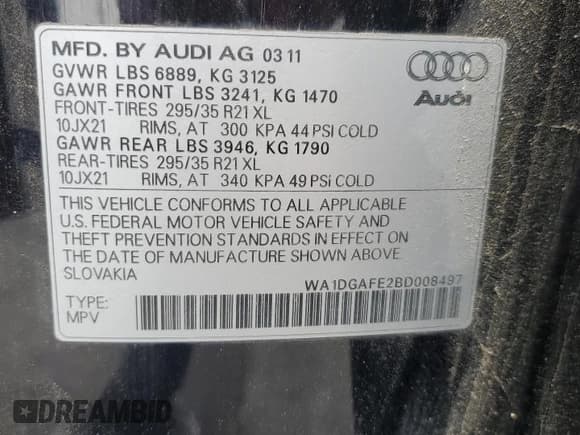 MFD. BY AUDI AG 03 11
GVWR LBS 6889, KG 3125
GAWR FRONT LBS 3241, KG 1470
FRONT-TIRES 295/35 R21 XL
10JX21 RIMS, AT 300 KPA 44 PSI COLD
GAWR REAR LBS 3946, KG 1790
REAR-TIRES 295/35 R21 XL
10JX21 RIMS, AT 340 KPA 49 PSi COLD
Audi
THIS VEHICLE CONFORMS TO ALL APPLICABLE
U.S. FEDERAL MOTOR VEHICLE SAFETY AND
THEFT PREVENTION STANDARDS IN EFFECT ON
THE DATE OF MANUFACTURE SHOWN ABOVE.
SLOVAKIA
WA1DGAFE2BD008497
TYPE:
MPV
DREAMBID